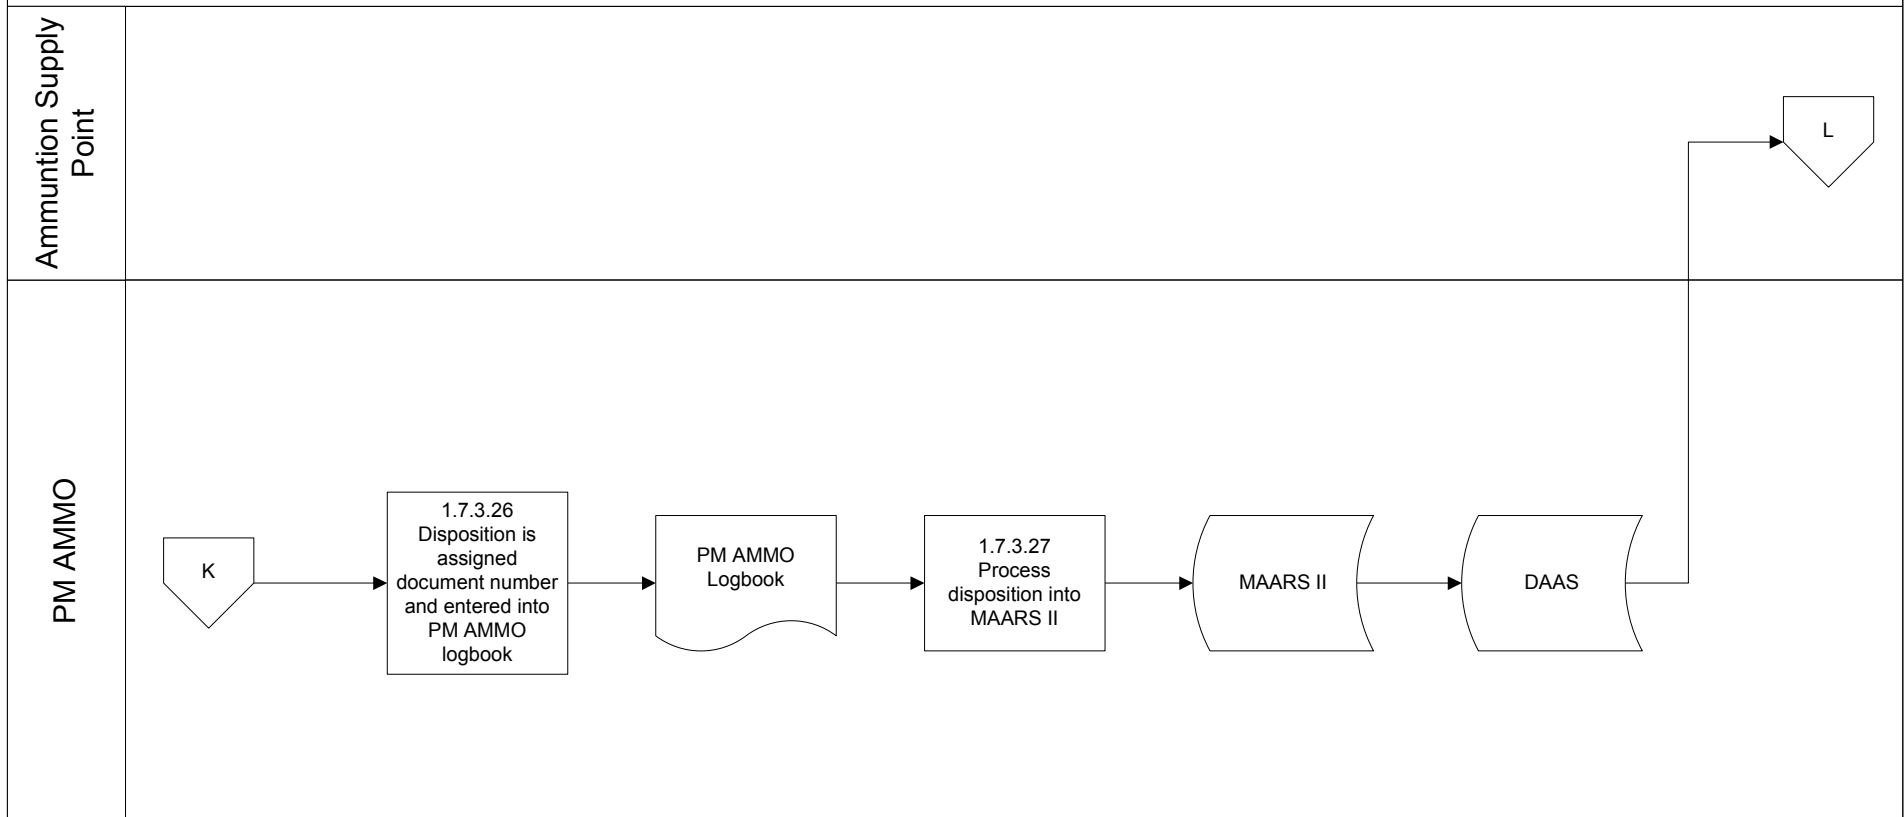 Ammuntion Supply
Point
L
PM AMMO
K
1.7.3.26
Disposition is
assigned
document number
and entered into
PM AMMO
logbook
PM AMMO
Logbook
1.7.3.27
Process
disposition into
MAARS II
MAARS II
DAAS